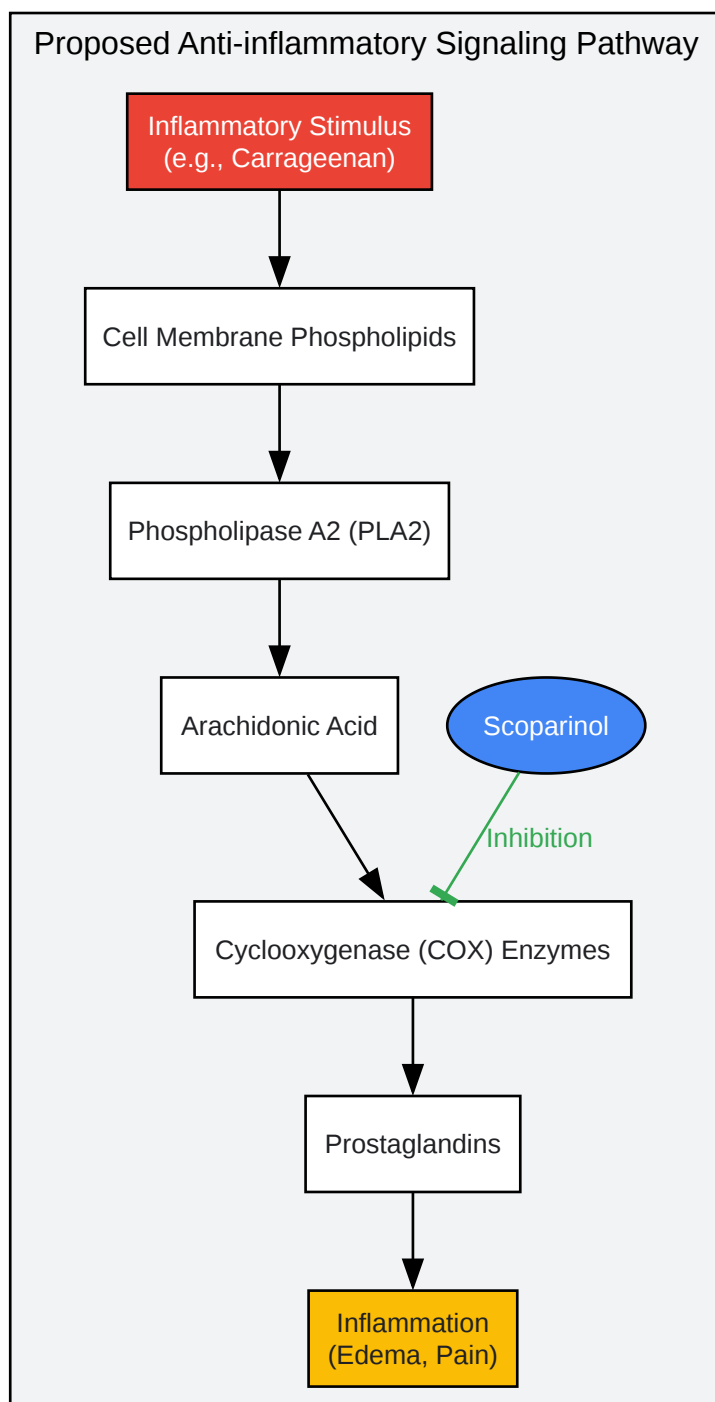 Proposed Anti-inflammatory Signaling Pathway
Inflammatory Stimulus
(e.g., Carrageenan)
Cell Membrane Phospholipids
Phospholipase A2 (PLA2)
Arachidonic Acid
Scoparinol
Inhibition
Cyclooxygenase (COX) Enzymes
Prostaglandins
Inflammation
(Edema, Pain)